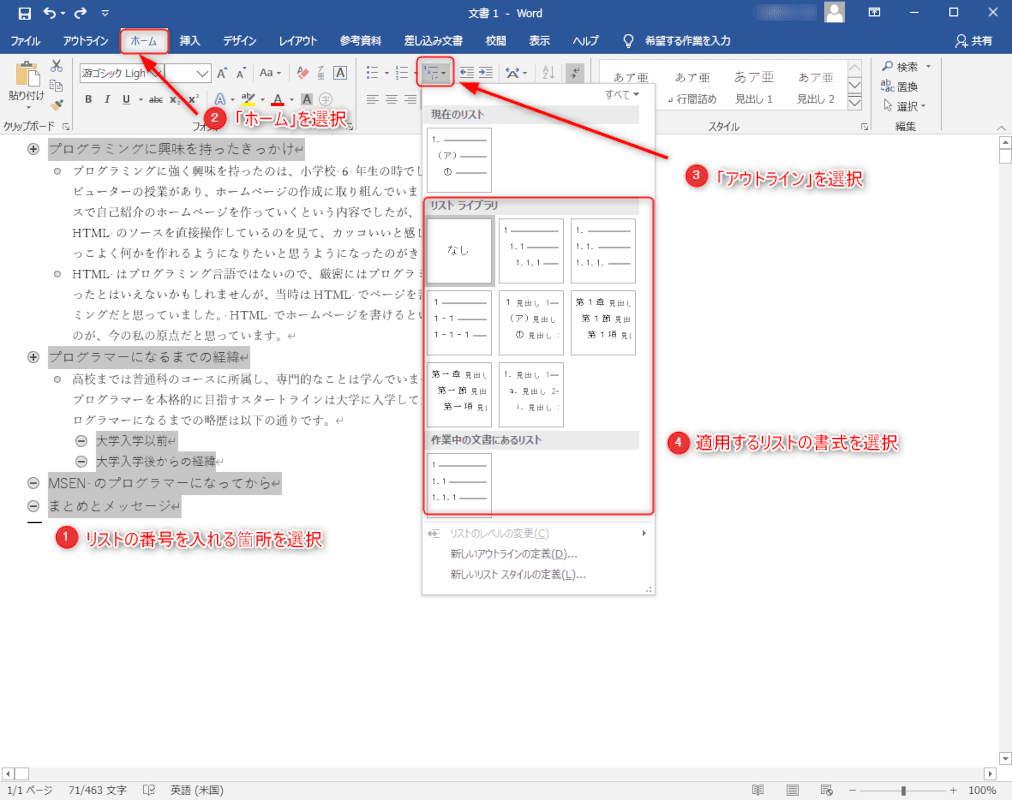 文書 1 - Word
ファイル アウトライン ホーム 挿入 デザイン レイアウト 参考資料 差し込み文書 校閲 表示 ヘルプ 希望する作業を入力 共有
貼り付け
游ゴシック Ligh
B I U abc x₂ x² A A A 字
クリップボード
フォント
すべて
あア亜 あア亜 あア亜 あア亜
行間詰め 見出し 1 見出し 2
スタイル
検索
置換
選択
編集
2 「ホーム」を選択
3 「アウトライン」を選択
プログラミングに興味を持ったきっかけ
プログラミングに強く興味を持ったのは、小学校 6 年生の時でし
ピューターの授業があり、ホームページの作成に取り組んでいま
スで自己紹介のホームページを作っていくという内容でしたが、
HTML のソースを直接操作しているのを見て、カッコいいと感し
っこよく何かを作れるようになりたいと思うようになったのがき
HTML はプログラミング言語ではないので、厳密にはプログラミ
ったとはいえないかもしれませんが、当時は HTML でページを
ミングだと思っていました。 HTML でホームページを書けると
のが、今の私の原点だと思っています。
プログラマーになるまでの経緯
高校までは普通科のコースに所属し、専門的なことは学んでいま
プログラマーを本格的に目指すスタートラインは大学に入学して
ログラマーになるまでの略歴は以下の通りです。
大学入学以前
大学入学後からの経緯
MSEN のプログラマーになってから
まとめとメッセージ
1 リストの番号を入れる箇所を選択
現在のリスト
1.
(ア)
①
リスト ライブラリ
なし
1
1.1
1.1.1
1.
1.1.
1.1.1.
1
1-1
1-1-1
1 見出し 1
(ア) 見出し
① 見出し
第 1 章 見出し
第 1 節 見出
第 1 項 見
第一章 見出し
第一節 見出
第一項 見
1. 見出し 1
a. 見出し 2
i. 見出し
作業中の文書にあるリスト
1
1.1
1.1.1
4 適用するリストの書式を選択
リストのレベルの変更(C)
新しいアウトラインの定義(D)...
新しいリスト スタイルの定義(L)...
1/1 ページ 71/463 文字 英語 (米国) 100%